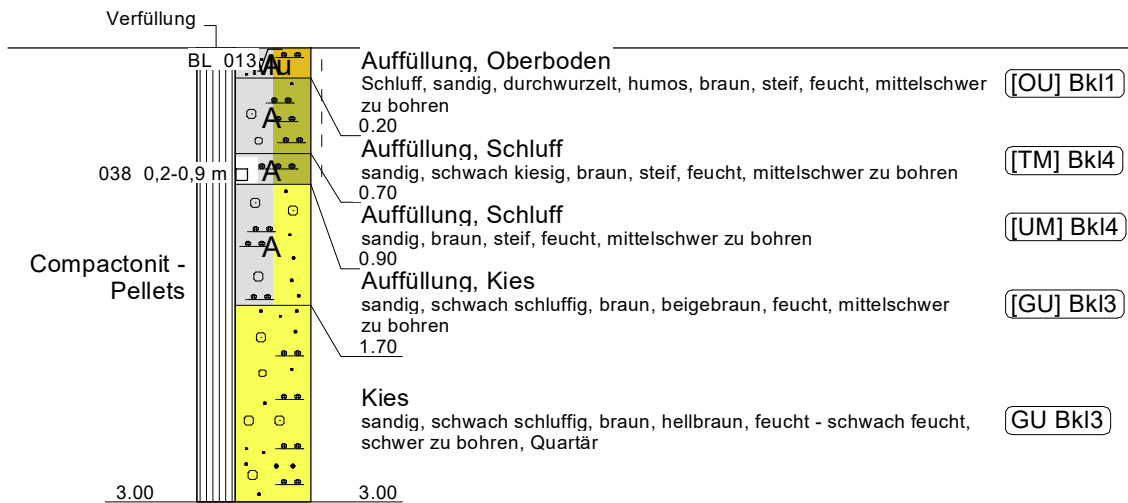 Verfüllung
BL 013
Mu
A
Auffüllung, Oberboden
Schluff, sandig, durchwurzelt, humos, braun, steif, feucht, mittelschwer
zu bohren
0.20
[OU] Bkl1
A
Auffüllung, Schluff
sandig, schwach kiesig, braun, steif, feucht, mittelschwer zu bohren
0.70
[TM] Bkl4
038 0,2-0,9 m
A
Auffüllung, Schluff
sandig, braun, steif, feucht, mittelschwer zu bohren
0.90
[UM] Bkl4
Compactonit -
Pellets
A
Auffüllung, Kies
sandig, schwach schluffig, braun, beigebraun, feucht, mittelschwer
zu bohren
1.70
[GU] Bkl3
Kies
sandig, schwach schluffig, braun, hellbraun, feucht - schwach feucht,
schwer zu bohren, Quartär
GU Bkl3
3.00
3.00